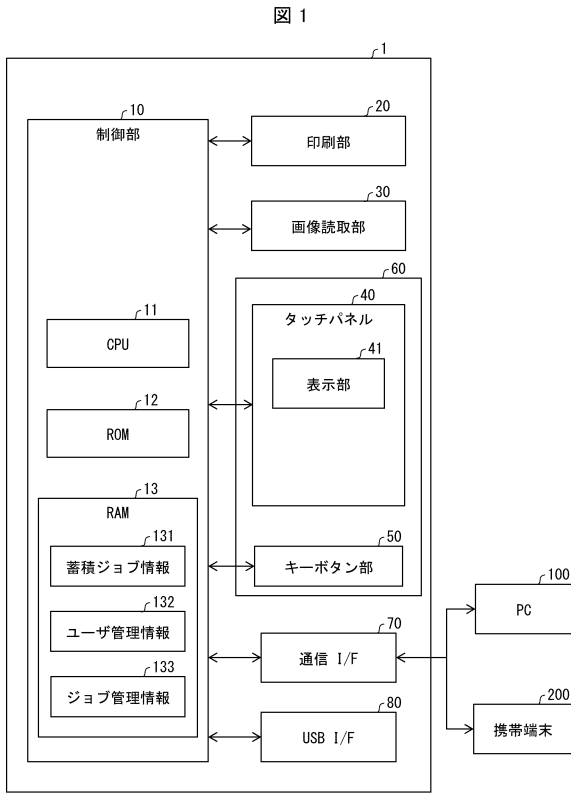 図 1
1
10
制御部
20
印刷部
30
画像読取部
60
40
タッチパネル
41
表示部
11
CPU
12
ROM
13
RAM
131
蓄積ジョブ情報
132
ユーザ管理情報
133
ジョブ管理情報
50
キーボタン部
70
通信 I/F
80
USB I/F
100
PC
200
携帯端末